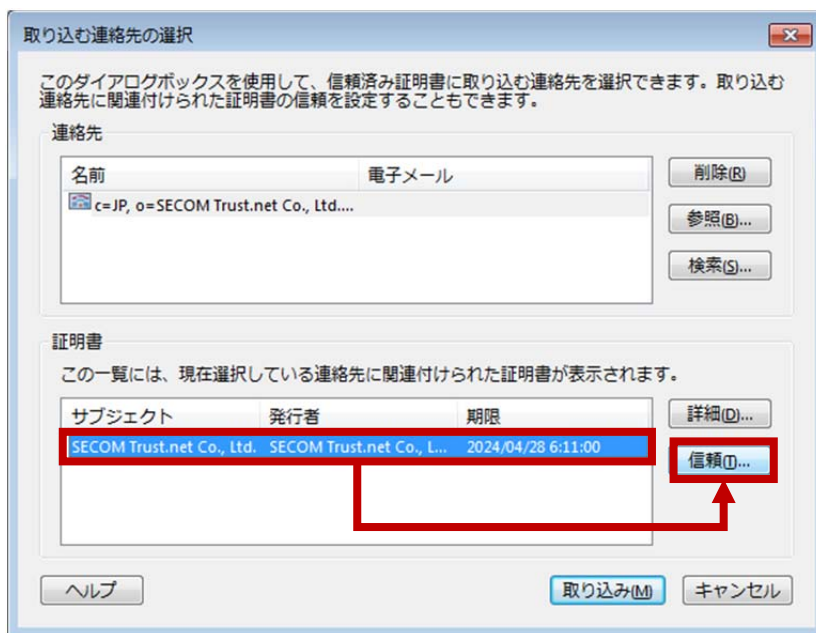 取り込む連絡先の選択
このダイアログボックスを使用して、信頼済み証明書に取り込む連絡先を選択できます。取り込む
連絡先に関連付けられた証明書の信頼を設定することもできます。
連絡先
名前 電子メール
c=JP, o=SECOM Trust.net Co., Ltd....
削除(R)
参照(B)...
検索(S)...
証明書
この一覧には、現在選択している連絡先に関連付けられた証明書が表示されます。
サブジェクト 発行者 期限
SECOM Trust.net Co., Ltd. SECOM Trust.net Co., L... 2024/04/28 6:11:00
詳細(D)...
信頼(T)...
ヘルプ 取り込み(M) キャンセル